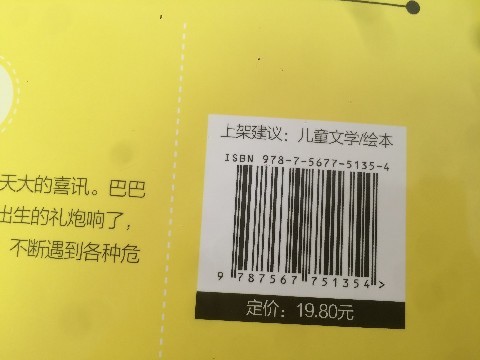 天大的喜讯。巴巴
出生的礼炮响了，
不断遇到各种危
上架建议：儿童文学/绘本
ISBN 978-7-5677-5135-4
9 787567 751354 >
定价：19.80元